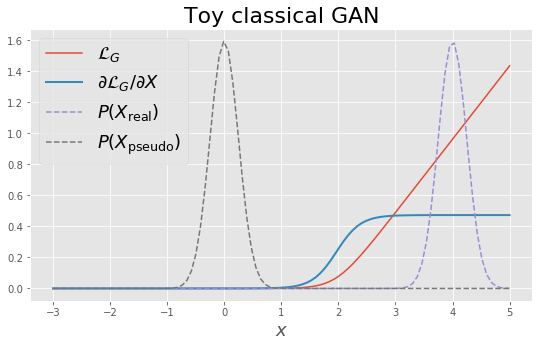 Toy classical GAN
ℒ_G
∂ℒ_G/∂X
P(X_real)
P(X_pseudo)
1.6
1.4
1.2
1.0
0.8
0.6
0.4
0.2
0.0
−3 −2 −1 0 1 2 3 4 5
x